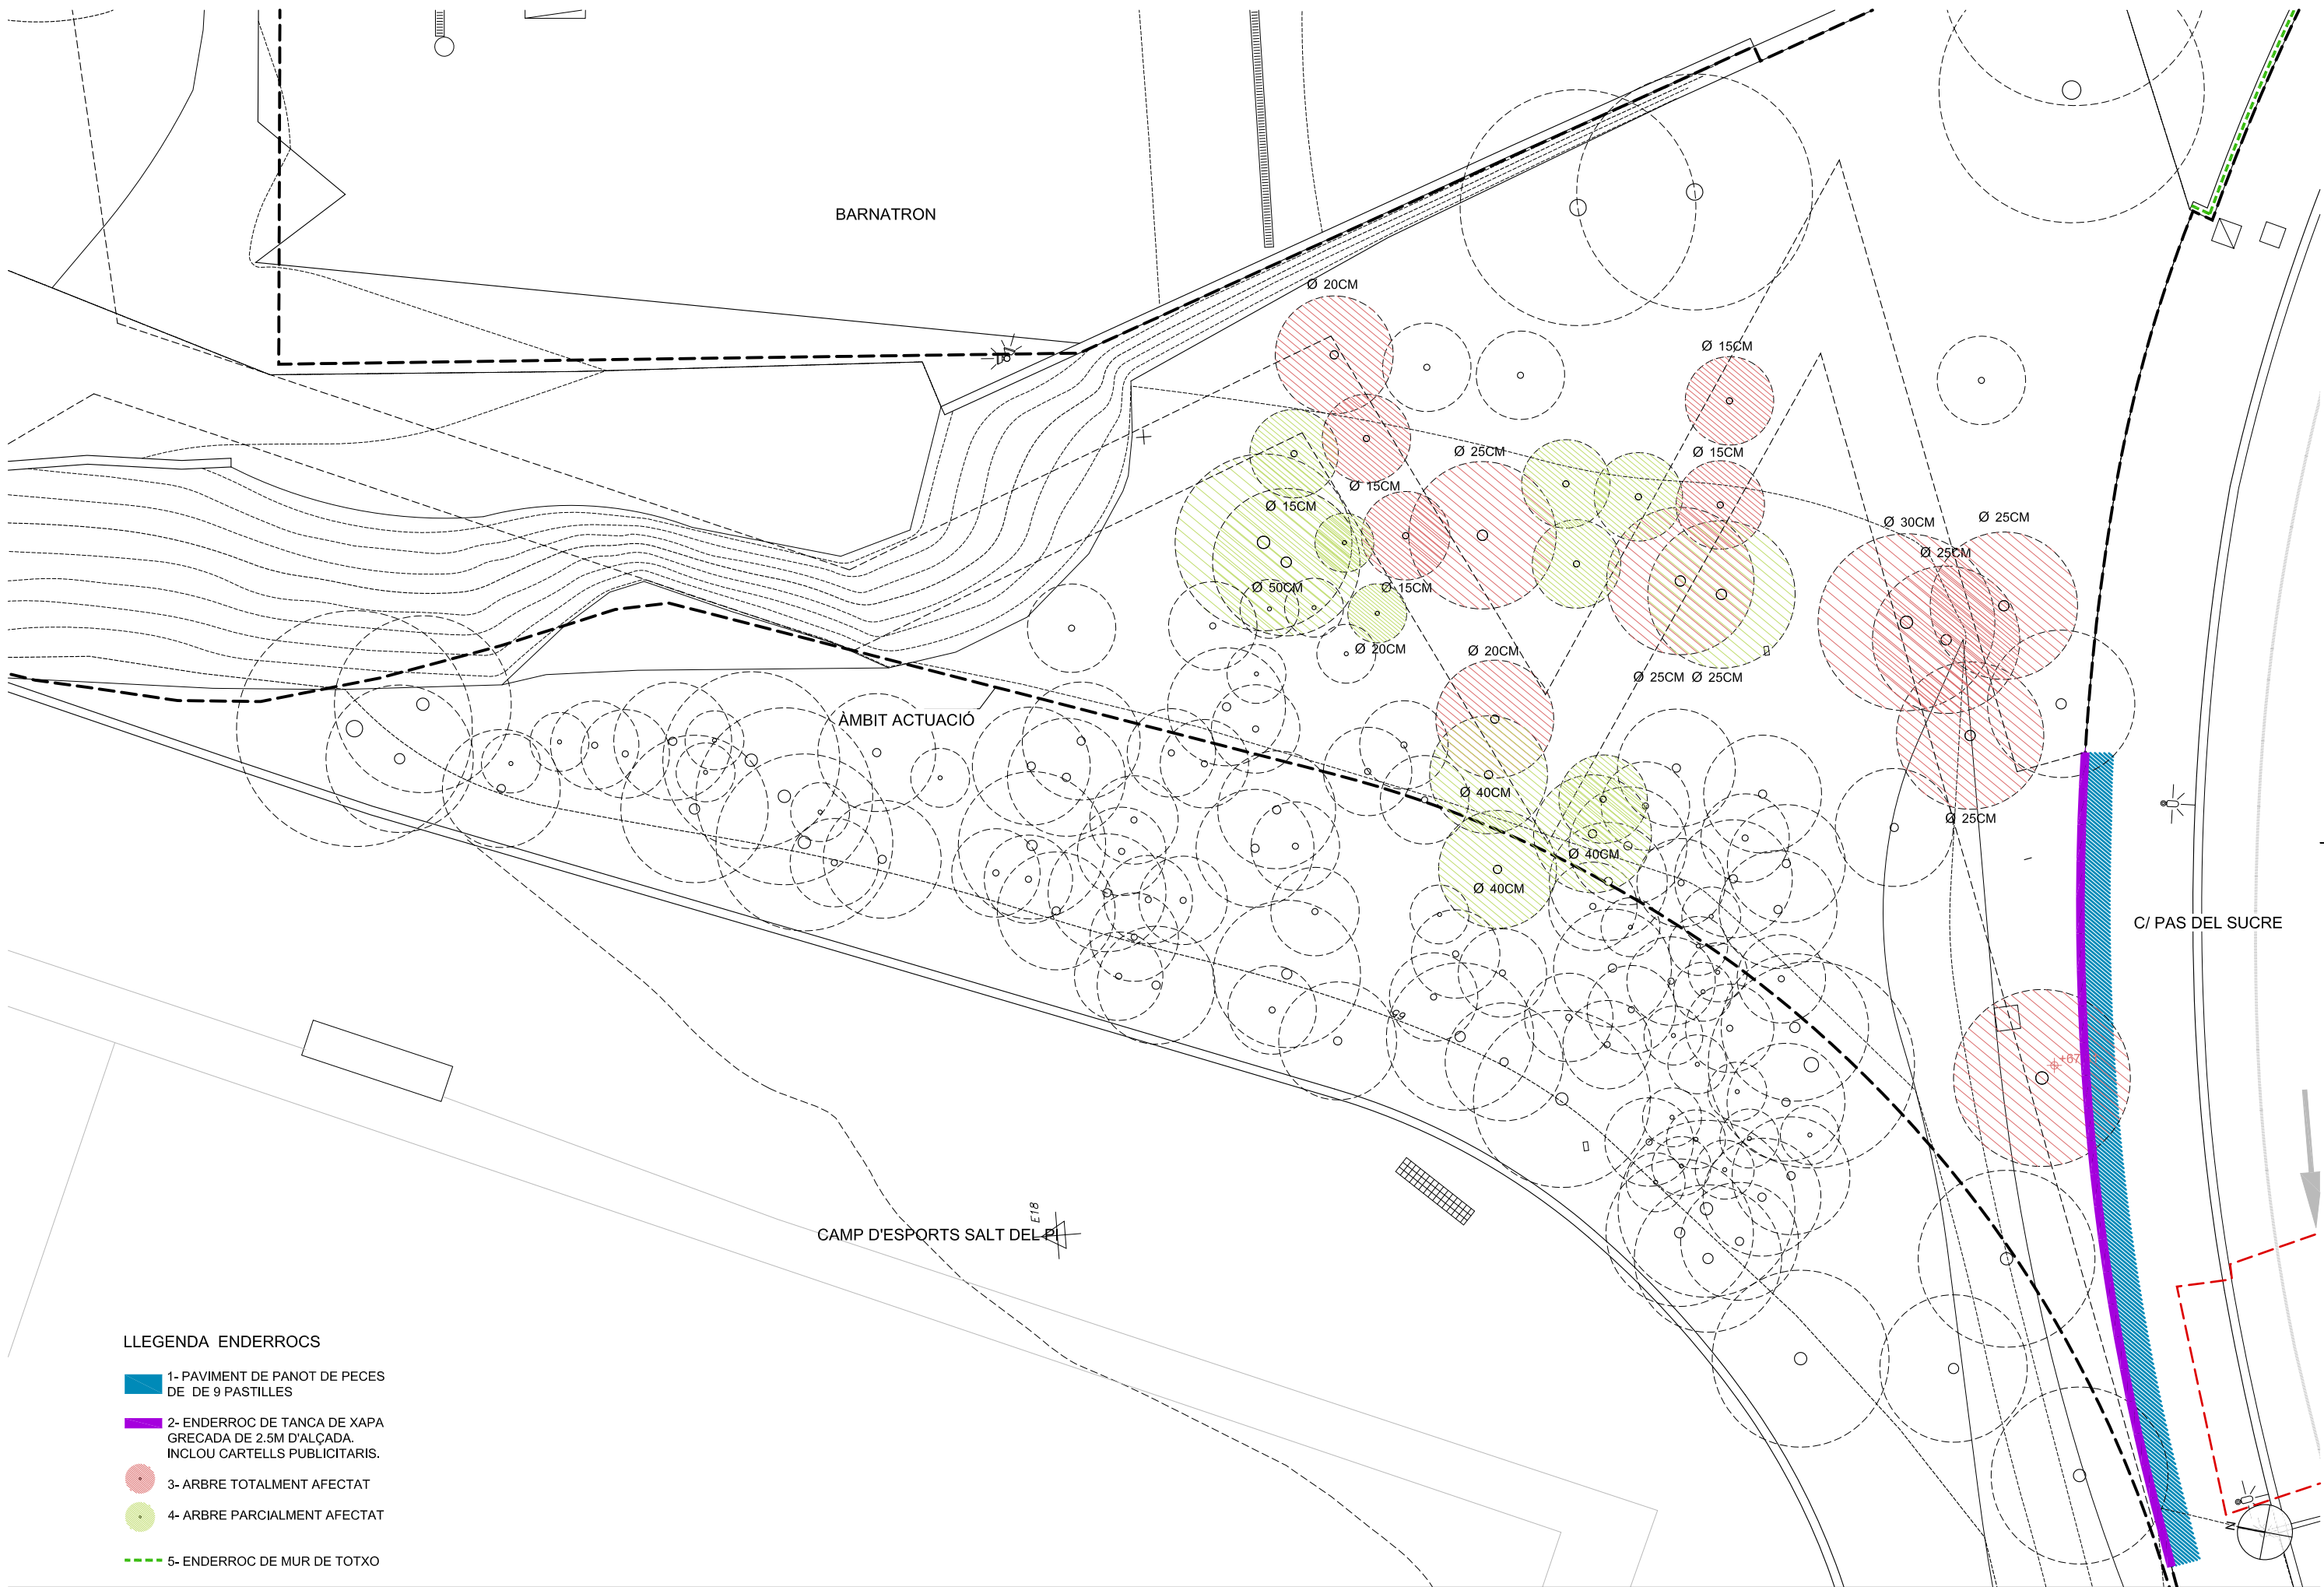 BARNATRON
Ø 20CM
Ø 15CM
Ø 25CM
Ø 15CM
Ø 15CM
Ø 15CM
Ø 30CM
Ø 25CM
Ø 25CM
Ø 50CM
Ø 15CM
Ø 20CM
Ø 20CM
Ø 25CM
Ø 25CM
ÀMBIT ACTUACIÓ
Ø 40CM
Ø 25CM
Ø 40CM
Ø 40CM
C/ PAS DEL SUCRE
+67
E18
CAMP D'ESPORTS SALT DEL PI
LLEGENDA ENDERROCS
1- PAVIMENT DE PANOT DE PECES
DE DE 9 PASTILLES
2- ENDERROC DE TANCA DE XAPA
GRECADA DE 2.5M D'ALÇADA.
INCLOU CARTELLS PUBLICITARIS.
3- ARBRE TOTALMENT AFECTAT
4- ARBRE PARCIALMENT AFECTAT
5- ENDERROC DE MUR DE TOTXO
N